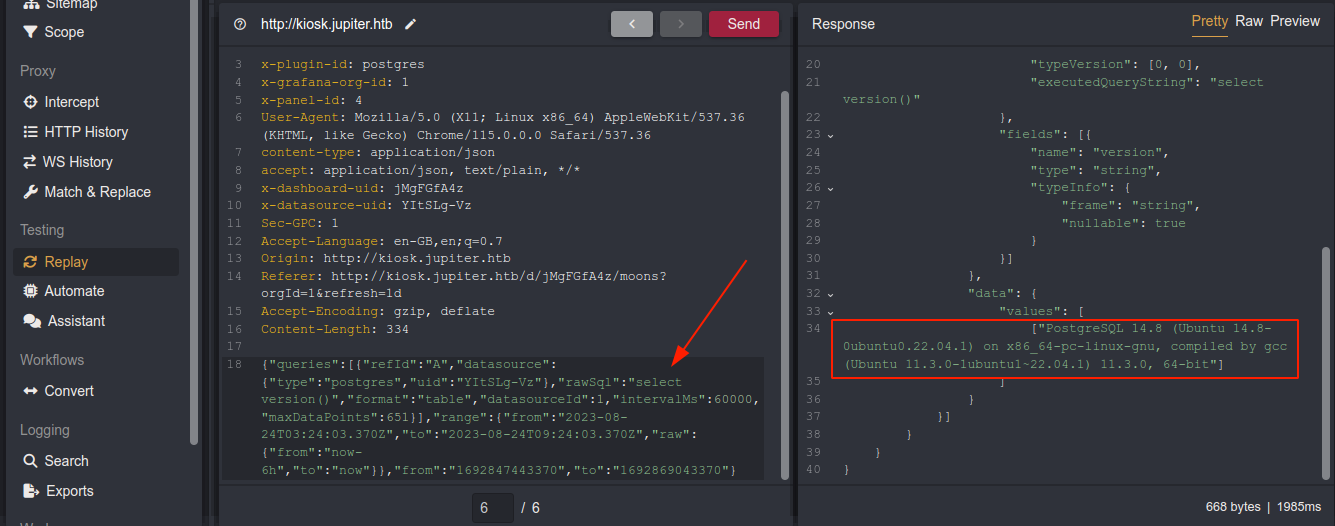 Sitemap
Scope
Proxy
Intercept
HTTP History
WS History
Match & Replace
Testing
Replay
Automate
Assistant
Workflows
Convert
Logging
Search
Exports
http://kiosk.jupiter.htb
Send
3 x-plugin-id: postgres
4 x-grafana-org-id: 1
5 x-panel-id: 4
6 User-Agent: Mozilla/5.0 (X11; Linux x86_64) AppleWebKit/537.36
(KHTML, like Gecko) Chrome/115.0.0.0 Safari/537.36
7 content-type: application/json
8 accept: application/json, text/plain, */*
9 x-dashboard-uid: jMgFGfA4z
10 x-datasource-uid: YItSLg-Vz
11 Sec-GPC: 1
12 Accept-Language: en-GB,en;q=0.7
13 Origin: http://kiosk.jupiter.htb
14 Referer: http://kiosk.jupiter.htb/d/jMgFGfA4z/moons?
orgId=1&refresh=1d
15 Accept-Encoding: gzip, deflate
16 Content-Length: 334
17
18 {"queries":[{"refId":"A","datasource":
{"type":"postgres","uid":"YItSLg-Vz"},"rawSql":"select
version()","format":"table","datasourceId":1,"intervalMs":60000,
"maxDataPoints":651}],"range":{"from":"2023-08-
24T03:24:03.370Z","to":"2023-08-24T09:24:03.370Z","raw":
{"from":"now-
6h","to":"now"}},"from":"1692847443370","to":"1692869043370"}
6 / 6
Response
Pretty Raw Preview
20 "typeVersion": [0, 0],
21 "executedQueryString": "select
version()"
22 },
23 "fields": [{
24 "name": "version",
25 "type": "string",
26 "typeInfo": {
27 "frame": "string",
28 "nullable": true
29 }
30 }]
31 },
32 "data": {
33 "values": [
34 ["PostgreSQL 14.8 (Ubuntu 14.8-
0ubuntu0.22.04.1) on x86_64-pc-linux-gnu, compiled by gcc
(Ubuntu 11.3.0-1ubuntu1~22.04.1) 11.3.0, 64-bit"]
35 ]
36 }
37 }]
38 }
39 }
40 }
668 bytes | 1985ms